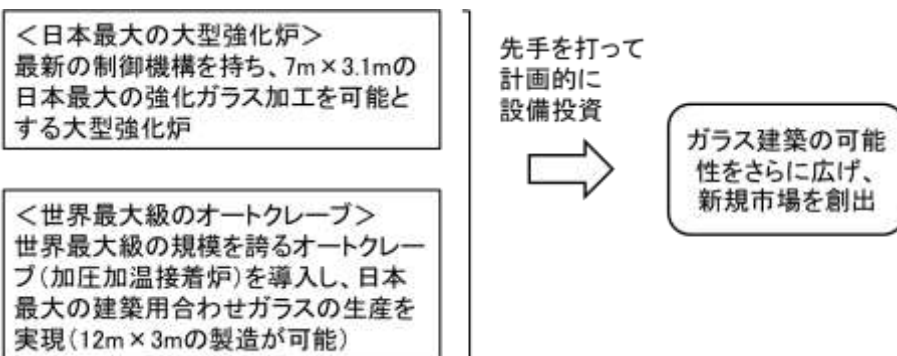 ＜日本最大の大型強化炉＞
最新の制御機構を持ち、7m×3.1mの
日本最大の強化ガラス加工を可能と
する大型強化炉
＜世界最大級のオートクレーブ＞
世界最大級の規模を誇るオートクレー
ブ(加圧加温接着炉)を導入し、日本
最大の建築用合わせガラスの生産を
実現(12m×3mの製造が可能)
先手を打って
計画的に
設備投資
ガラス建築の可能
性をさらに広げ、
新規市場を創出